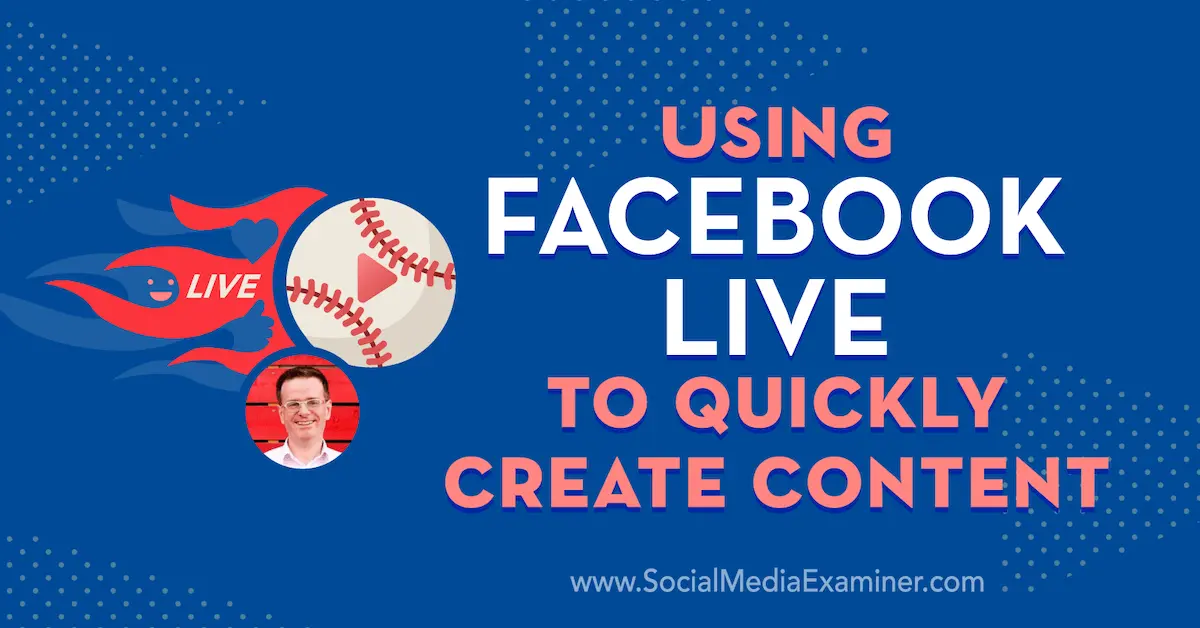 USING
FACEBOOK
LIVE
TO QUICKLY
CREATE CONTENT
LIVE
www.SocialMediaExaminer.com